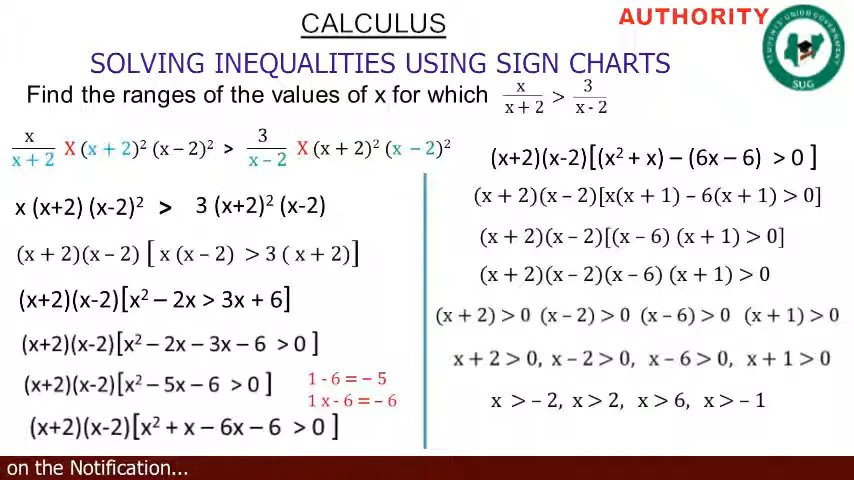 CALCULUS
AUTHORITY
STUDENTS UNION GOVERNMENT
SUG
SOLVING INEQUALITIES USING SIGN CHARTS
Find the ranges of the values of x for which x/(x + 2) > 3/(x - 2)
x/(x + 2) X (x + 2)² (x – 2)² > 3/(x – 2) X (x + 2)² (x – 2)²
x (x+2) (x-2)² > 3 (x+2)² (x-2)
(x + 2)(x – 2) [ x (x – 2) > 3 ( x + 2)]
(x+2)(x-2)[x² – 2x > 3x + 6]
(x+2)(x-2)[x² – 2x – 3x – 6 > 0 ]
(x+2)(x-2)[x² – 5x – 6 > 0 ]
1 - 6 = – 5
1 x - 6 = – 6
(x+2)(x-2)[x² + x – 6x – 6 > 0 ]
(x+2)(x-2)[(x² + x) – (6x – 6) > 0 ]
(x + 2)(x – 2)[x(x + 1) – 6(x + 1) > 0]
(x + 2)(x – 2)[(x – 6) (x + 1) > 0]
(x + 2)(x – 2)(x – 6) (x + 1) > 0
(x + 2) > 0 (x – 2) > 0 (x – 6) > 0 (x + 1) > 0
x + 2 > 0, x – 2 > 0, x – 6 > 0, x + 1 > 0
x > – 2, x > 2, x > 6, x > – 1
on the Notification...